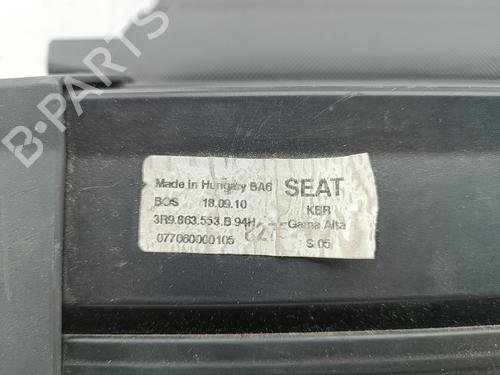 B-PARTS
Made in Hungary BA6 SEAT
BOS 18.09.10 KBR
3R9.863.553.B 94H Gama Alta
077060000105 S 05